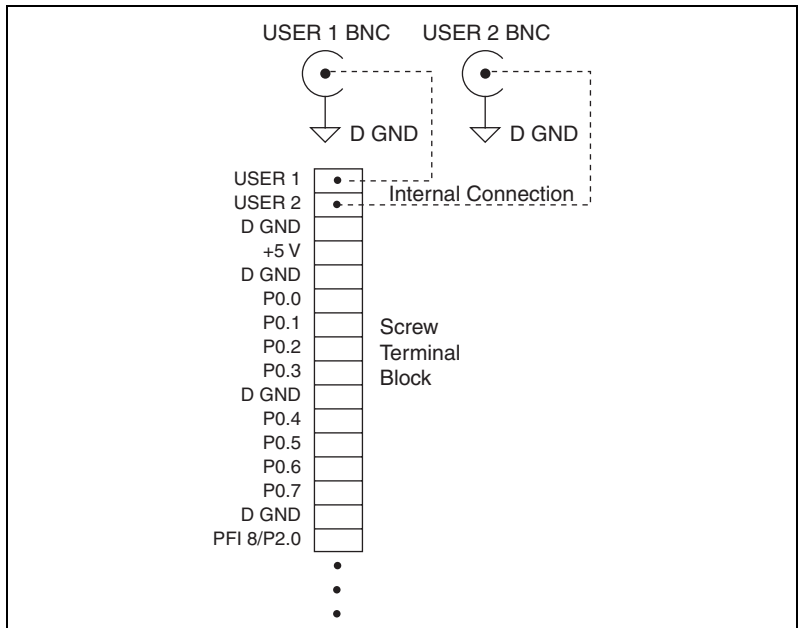 USER 1 BNC
USER 2 BNC
D GND
D GND
USER 1
USER 2
Internal Connection
D GND
+5 V
D GND
P0.0
P0.1
P0.2
P0.3
Screw
Terminal
Block
D GND
P0.4
P0.5
P0.6
P0.7
D GND
PFI 8/P2.0